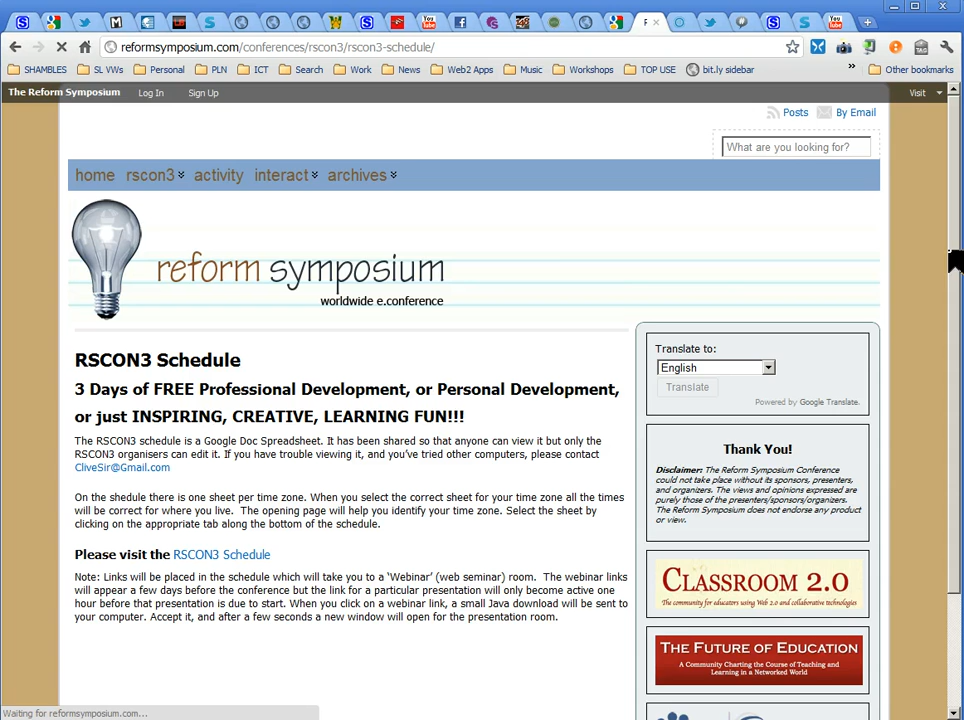 reformsymposium.com/conferences/rscon3/rscon3-schedule/
SHAMBLES SL VWs Personal PLN ICT Search Work News Web2 Apps Music Workshops TOP USE bit.ly sidebar » Other bookmarks
The Reform Symposium Log In Sign Up Visit
Posts By Email
What are you looking for?
home rscon3 activity interact archives
reform symposium
worldwide e.conference
RSCON3 Schedule
3 Days of FREE Professional Development, or Personal Development,
or just INSPIRING, CREATIVE, LEARNING FUN!!!
The RSCON3 schedule is a Google Doc Spreadsheet. It has been shared so that anyone can view it but only the
RSCON3 organisers can edit it. If you have trouble viewing it, and you've tried other computers, please contact
CliveSir@Gmail.com
On the shedule there is one sheet per time zone. When you select the correct sheet for your time zone all the times
will be correct for where you live. The opening page will help you identify your time zone. Select the sheet by
clicking on the appropriate tab along the bottom of the schedule.
Please visit the RSCON3 Schedule
Note: Links will be placed in the schedule which will take you to a 'Webinar' (web seminar) room. The webinar links
will appear a few days before the conference but the link for a particular presentation will only become active one
hour before that presentation is due to start. When you click on a webinar link, a small Java download will be sent to
your computer. Accept it, and after a few seconds a new window will open for the presentation room.
Translate to:
English
Translate
Powered by Google Translate.
Thank You!
Disclaimer: The Reform Symposium Conference
could not take place without its sponsors, presenters,
and organizers. The views and opinions expressed are
purely those of the presenters/sponsors/organizers.
The Reform Symposium does not endorse any product
or view.
CLASSROOM 2.0
The community for educators using Web 2.0 and collaborative technologies
THE FUTURE OF EDUCATION
A Community Charting the Course of Teaching and
Learning in a Networked World
Waiting for reformsymposium.com...